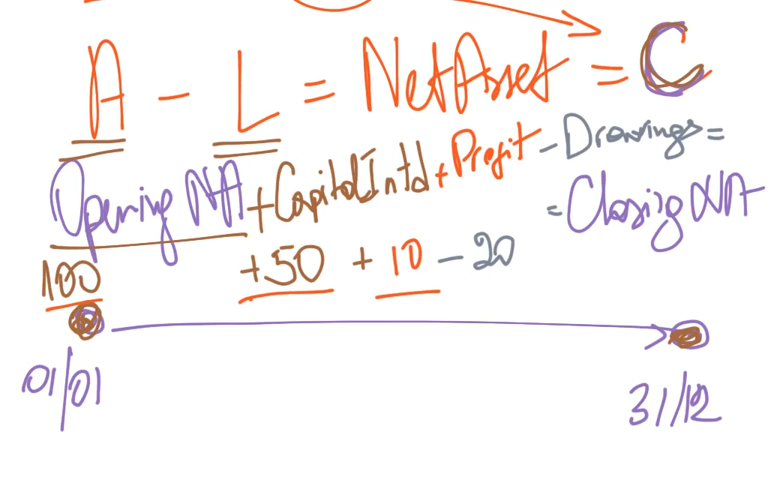 A - L = Net Asset = C
Opening NA + Capital Intd + Profit - Drawings =
= Closing NA
100 +50 + 10 - 20
01/01 31/12